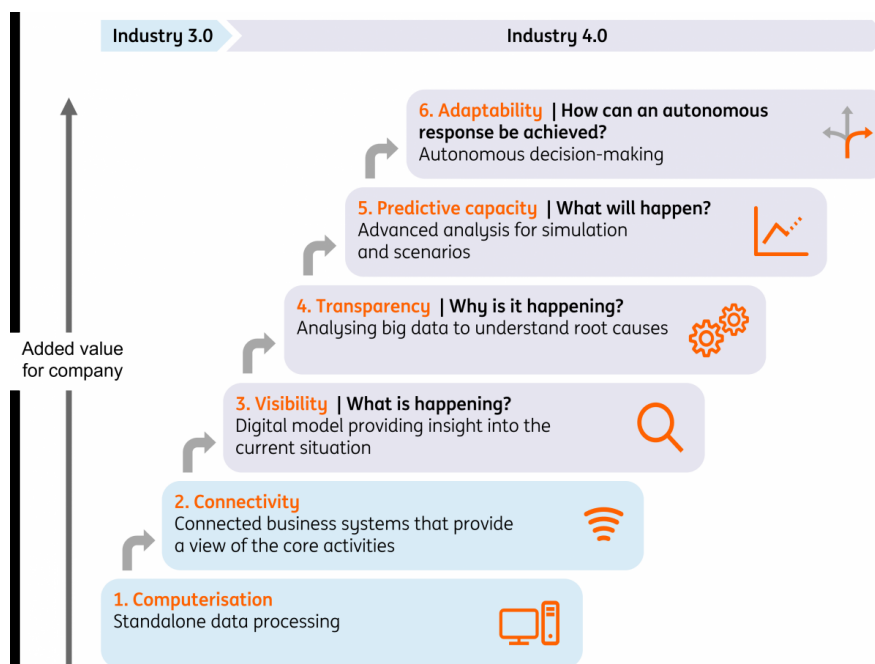 Industry 3.0
Industry 4.0
6. Adaptability | How can an autonomous
response be achieved?
Autonomous decision-making
5. Predictive capacity | What will happen?
Advanced analysis for simulation
and scenarios
4. Transparency | Why is it happening?
Analysing big data to understand root causes
Added value
for company
3. Visibility | What is happening?
Digital model providing insight into the
current situation
2. Connectivity
Connected business systems that provide
a view of the core activities
1. Computerisation
Standalone data processing